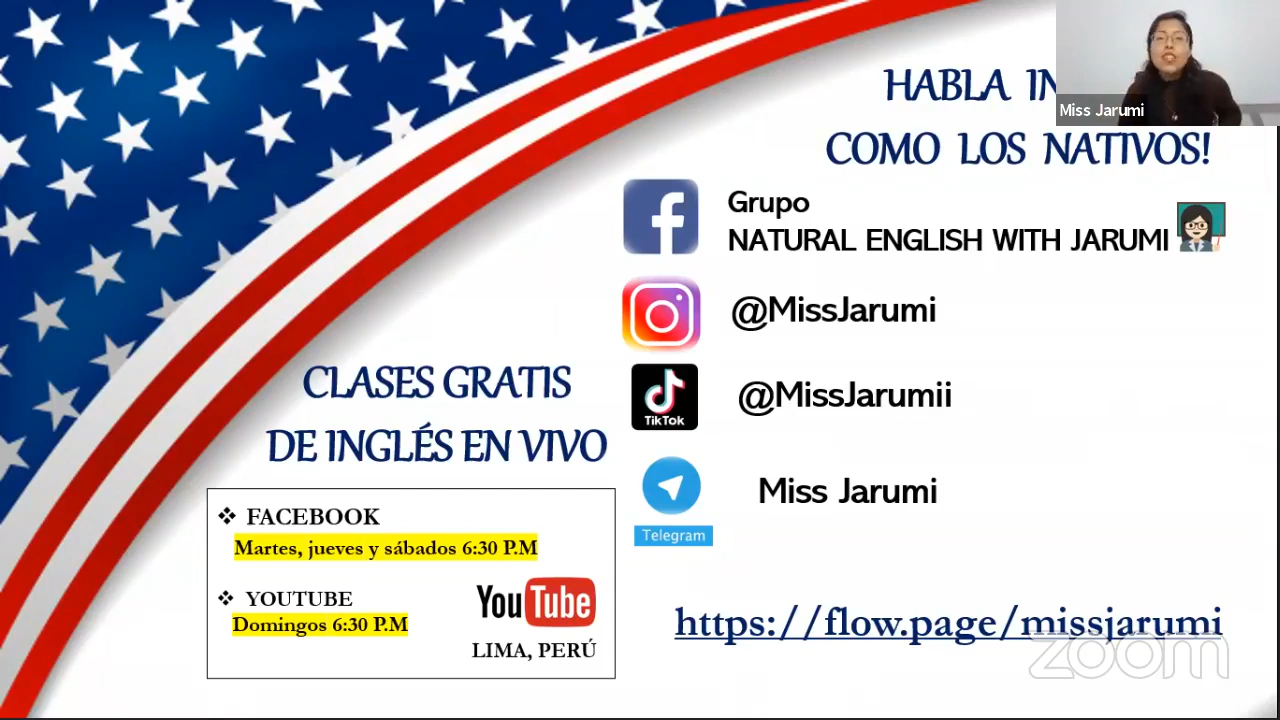 HABLA
COMO LOS NATIVOS!
Miss Jarumi
Grupo
NATURAL ENGLISH WITH JARUMI
@MissJarumi
TikTok
@MissJarumii
Telegram
Miss Jarumi
https://flow.page/missjarumi
zoom
CLASES GRATIS
DE INGLÉS EN VIVO
❖ FACEBOOK
Martes, jueves y sábados 6:30 P.M
❖ YOUTUBE
Domingos 6:30 P.M
YouTube
LIMA, PERÚ